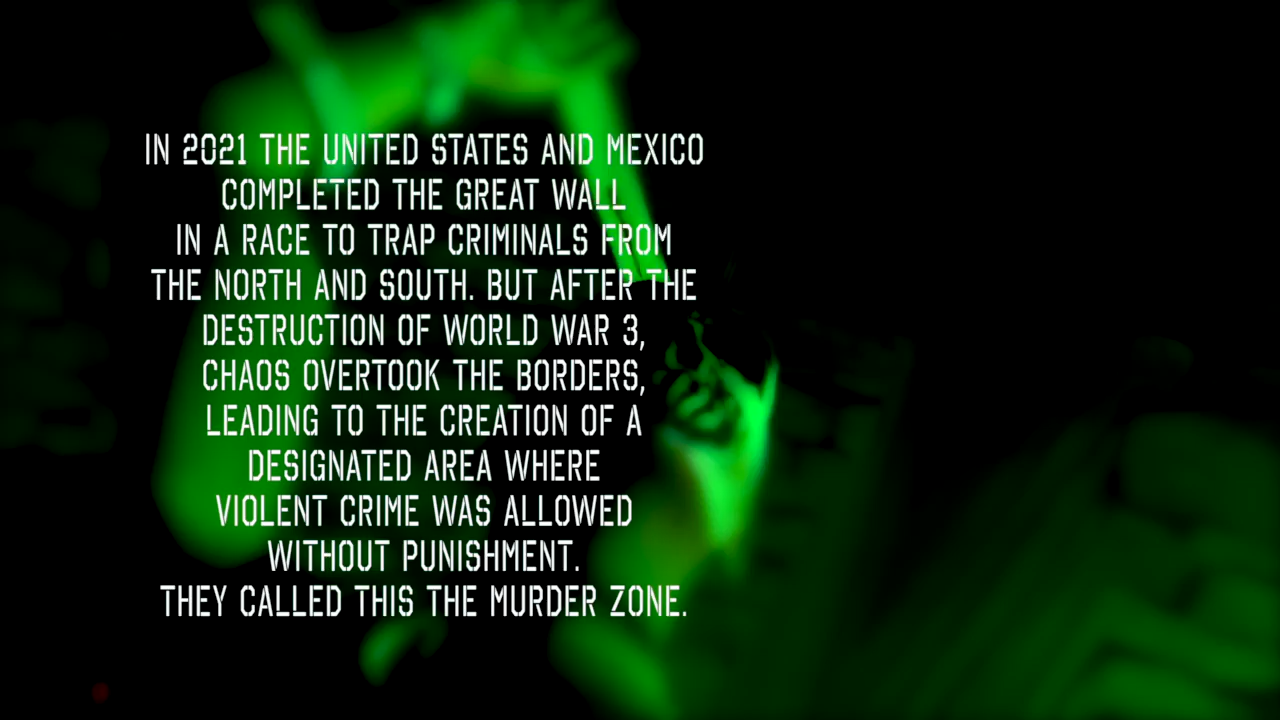 IN 2021 THE UNITED STATES AND MEXICO
COMPLETED THE GREAT WALL
IN A RACE TO TRAP CRIMINALS FROM
THE NORTH AND SOUTH. BUT AFTER THE
DESTRUCTION OF WORLD WAR 3,
CHAOS OVERTOOK THE BORDERS,
LEADING TO THE CREATION OF A
DESIGNATED AREA WHERE
VIOLENT CRIME WAS ALLOWED
WITHOUT PUNISHMENT.
THEY CALLED THIS THE MURDER ZONE.